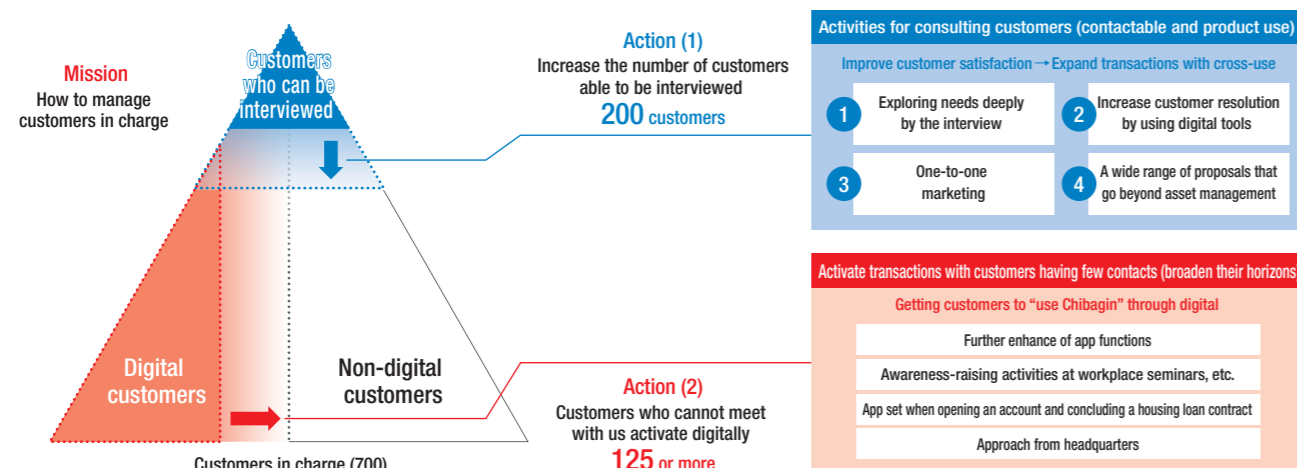 Mission
How to manage
customers in charge
Customers
who can be
interviewed
Digital
customers
Non-digital
customers
Customers in charge (700)
Action (1)
Increase the number of customers
able to be interviewed
200 customers
Action (2)
Customers who cannot meet
with us activate digitally
125 or more
Activities for consulting customers (contactable and product use)
Improve customer satisfaction → Expand transactions with cross-use
1
Exploring needs deeply
by the interview
2
Increase customer resolution
by using digital tools
3
One-to-one
marketing
4
A wide range of proposals that
go beyond asset management
Activate transactions with customers having few contacts (broaden their horizons
Getting customers to “use Chibagin” through digital
Further enhance of app functions
Awareness-raising activities at workplace seminars, etc.
App set when opening an account and concluding a housing loan contract
Approach from headquarters